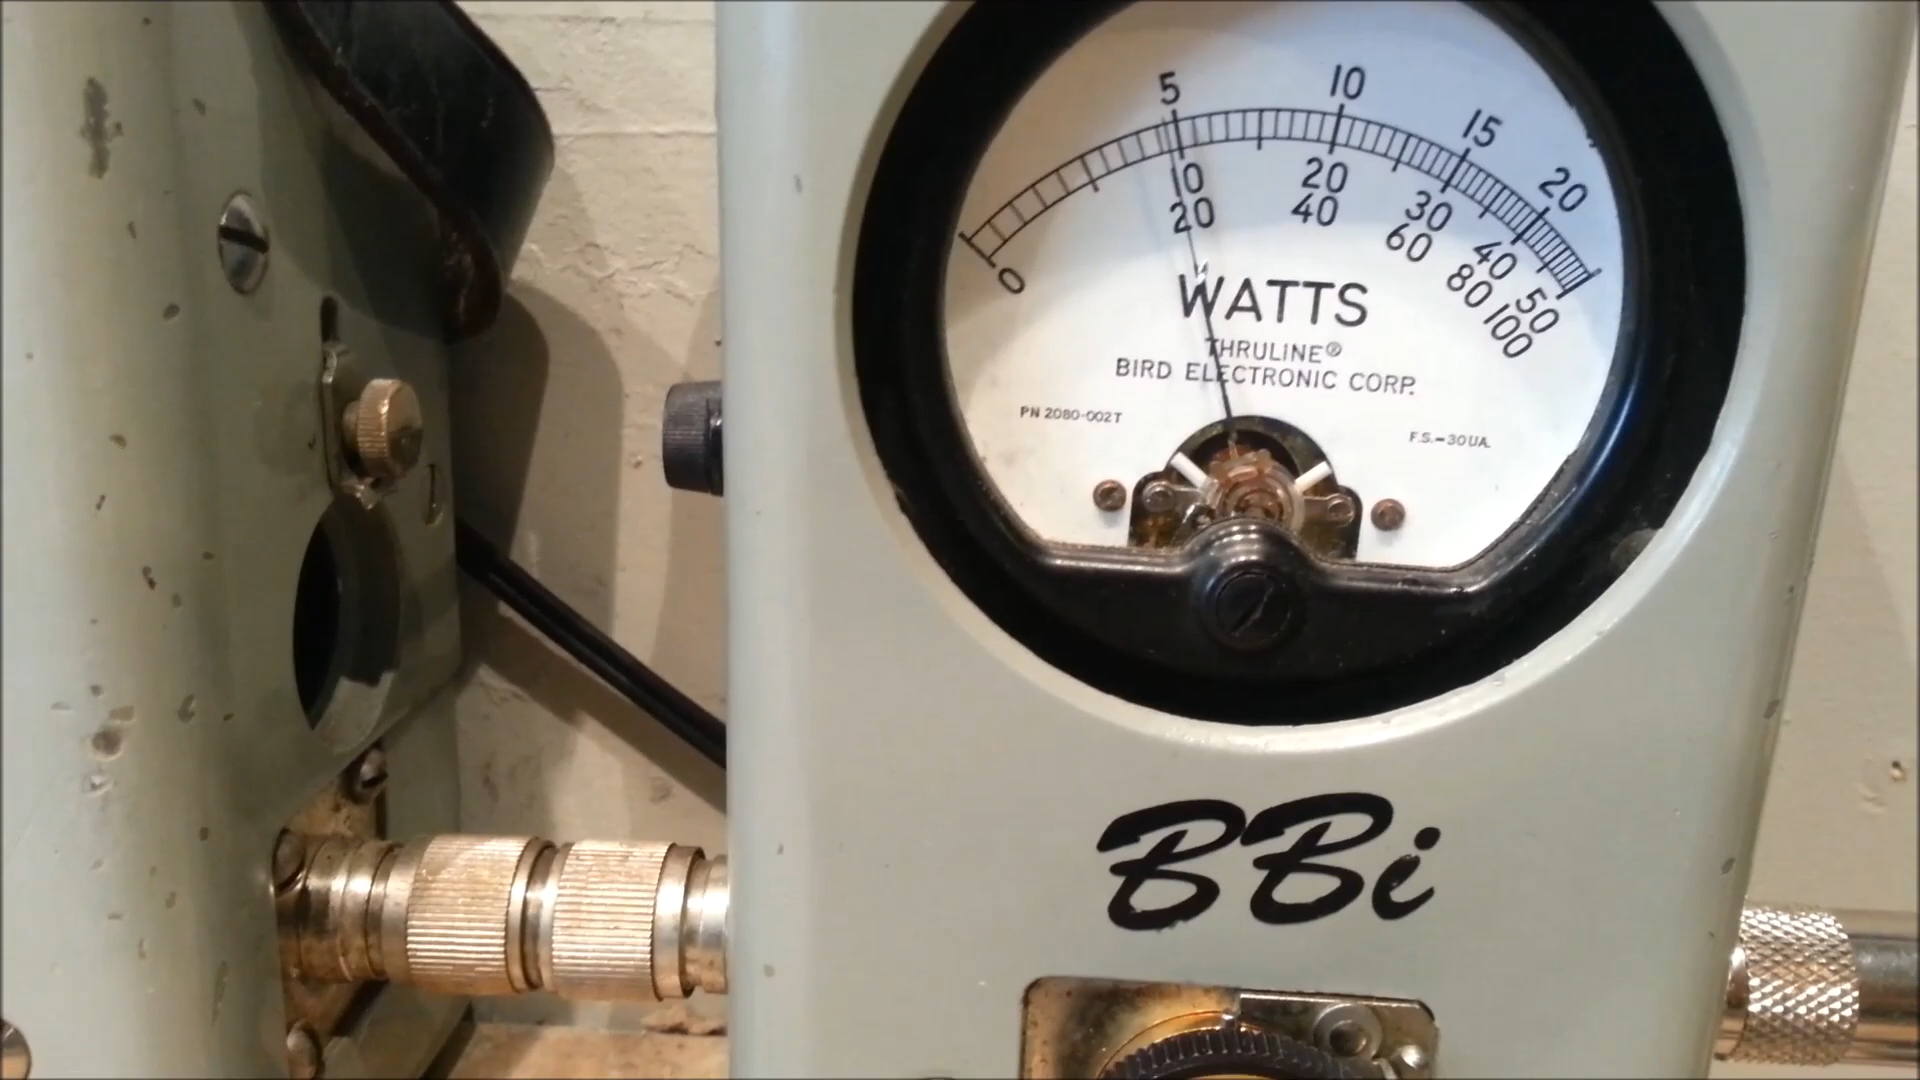 5 10 15 20
0 10 20 30 40 50
20 40 60 80 100
WATTS
THRULINE®
BIRD ELECTRONIC CORP.
PN 2080-002T
F.S.-30UA.
BBi